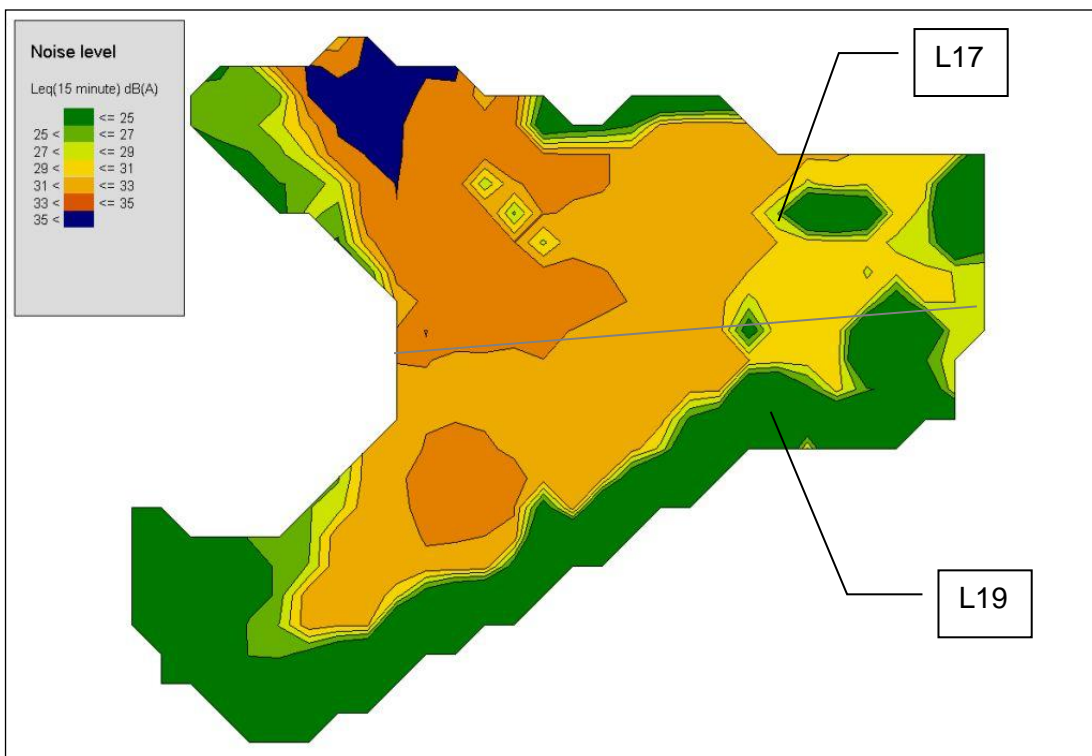 Noise level
Leq(15 minute) dB(A)
<= 25
25 < <= 27
27 < <= 29
29 < <= 31
31 < <= 33
33 < <= 35
35 <
L17
L19